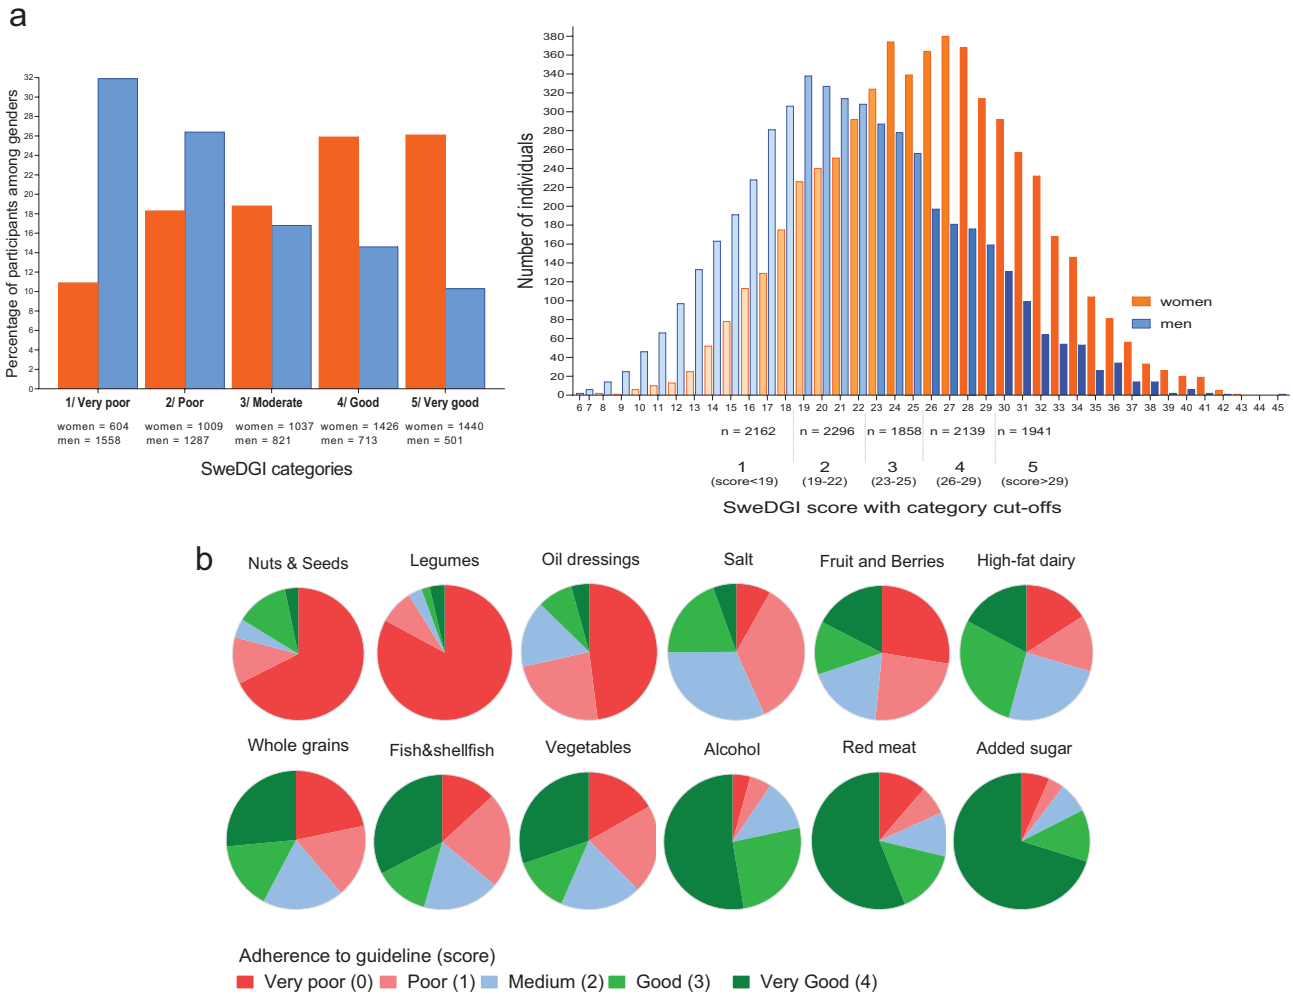 a
Percentage of participants among genders
32
30
28
26
24
22
20
18
16
14
12
10
8
6
4
2
0
1/ Very poor 2/ Poor 3/ Moderate 4/ Good 5/ Very good
women = 604 women = 1009 women = 1037 women = 1426 women = 1440
men = 1558 men = 1287 men = 821 men = 713 men = 501
SweDGI categories
Number of individuals
380
360
340
320
300
280
260
240
220
200
180
160
140
120
100
80
60
40
20
0
women
men
6 7 8 9 10 11 12 13 14 15 16 17 18 19 20 21 22 23 24 25 26 27 28 29 30 31 32 33 34 35 36 37 38 39 40 41 42 43 44 45
n = 2162 n = 2296 n = 1858 n = 2139 n = 1941
1 2 3 4 5
(score<19) (19-22) (23-25) (26-29) (score>29)
SweDGI score with category cut-offs
b
Nuts & Seeds Legumes Oil dressings Salt Fruit and Berries High-fat dairy
Whole grains Fish&shellfish Vegetables Alcohol Red meat Added sugar
Adherence to guideline (score)
Very poor (0) Poor (1) Medium (2) Good (3) Very Good (4)